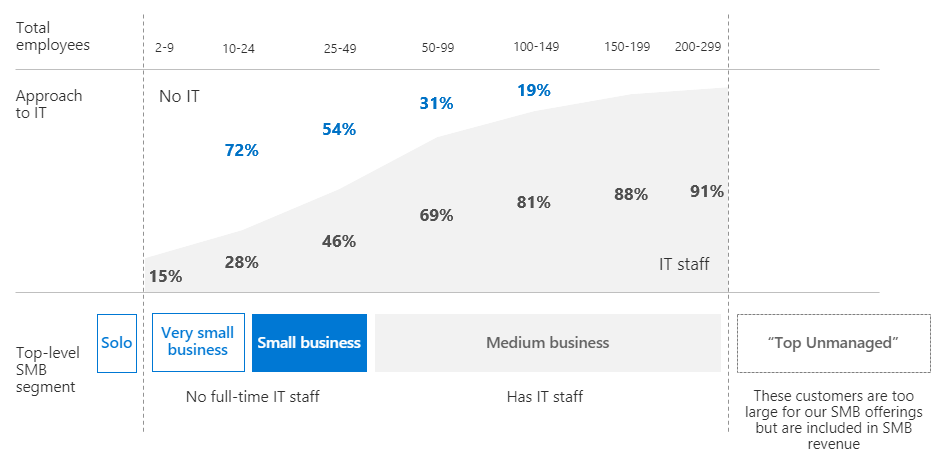 Total
employees
2-9
10-24
25-49
50-99
100-149
150-199
200-299
Approach
to IT
No IT
72%
54%
31%
19%
15%
28%
46%
69%
81%
88%
91%
IT staff
Top-level
SMB
segment
Solo
Very small
business
Small business
Medium business
“Top Unmanaged”
No full-time IT staff
Has IT staff
These customers are too
large for our SMB offerings
but are included in SMB
revenue